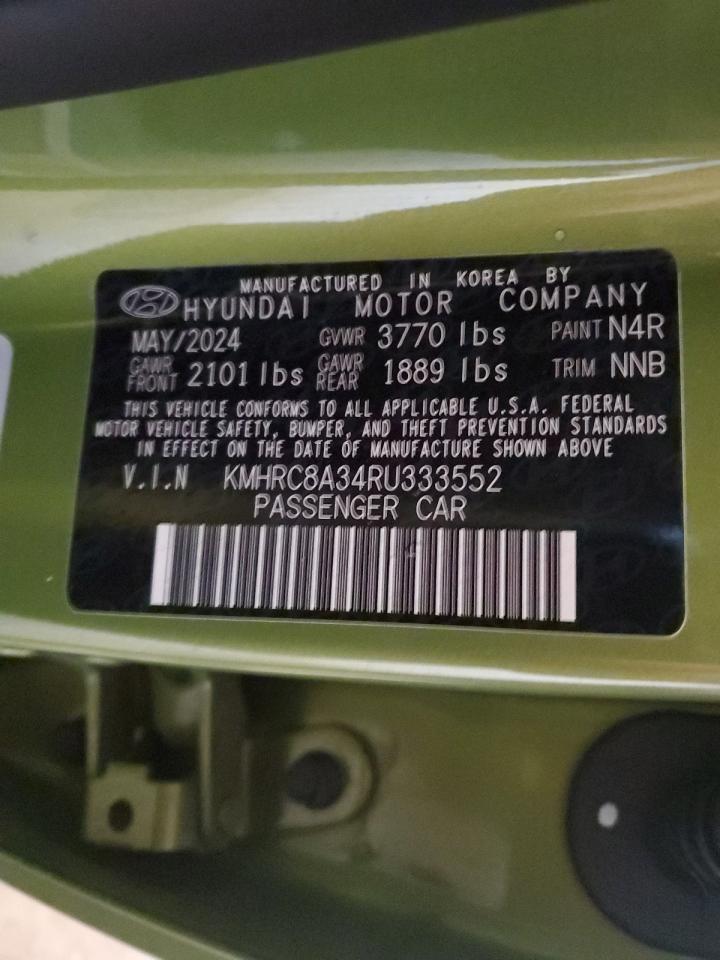 MANUFACTURED IN KOREA BY
HYUNDAI MOTOR COMPANY
MAY/2024 GVWR 3770 lbs PAINT N4R
GAWR FRONT 2101 lbs GAWR REAR 1889 lbs TRIM NNB
THIS VEHICLE CONFORMS TO ALL APPLICABLE U.S.A. FEDERAL
MOTOR VEHICLE SAFETY, BUMPER, AND THEFT PREVENTION STANDARDS
IN EFFECT ON THE DATE OF MANUFACTURE SHOWN ABOVE
V.I.N KMHRC8A34RU333552
PASSENGER CAR